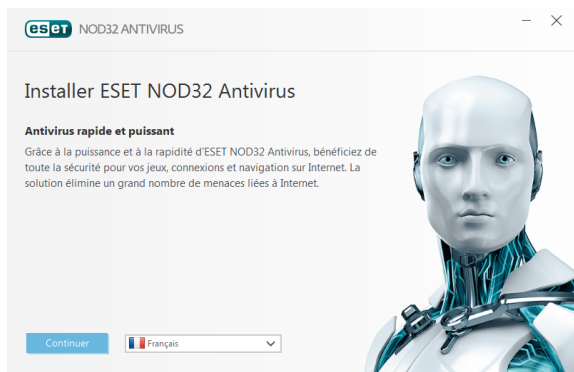 eset NOD32 ANTIVIRUS
Installer ESET NOD32 Antivirus
Antivirus rapide et puissant
Grâce à la puissance et à la rapidité d'ESET NOD32 Antivirus, bénéficiez de
toute la sécurité pour vos jeux, connexions et navigation sur Internet. La
solution élimine un grand nombre de menaces liées à Internet.
Continuer
Français